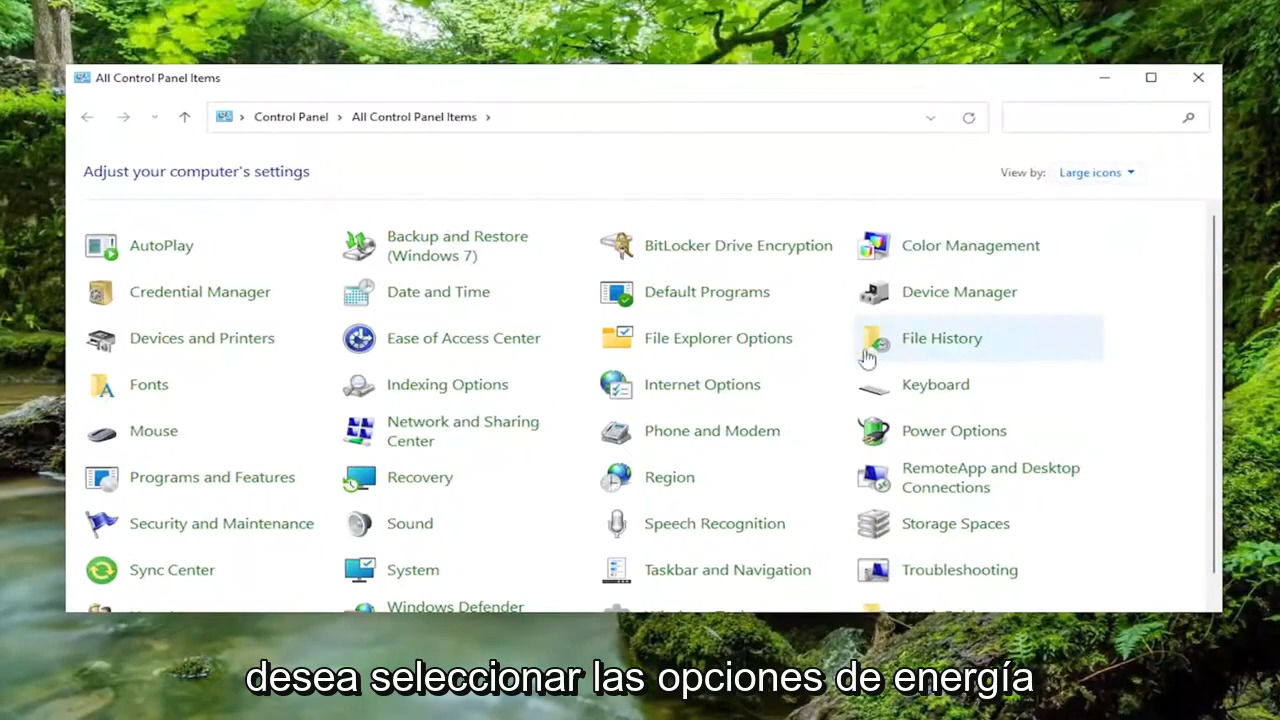 All Control Panel Items
Control Panel > All Control Panel Items >
Adjust your computer's settings
View by: Large icons
AutoPlay
Backup and Restore
(Windows 7)
BitLocker Drive Encryption
Color Management
Credential Manager
Date and Time
Default Programs
Device Manager
Devices and Printers
Ease of Access Center
File Explorer Options
File History
Fonts
Indexing Options
Internet Options
Keyboard
Mouse
Network and Sharing
Center
Phone and Modem
Power Options
Programs and Features
Recovery
Region
RemoteApp and Desktop
Connections
Security and Maintenance
Sound
Speech Recognition
Storage Spaces
Sync Center
System
Taskbar and Navigation
Troubleshooting
Windows Defender
desea seleccionar las opciones de energía